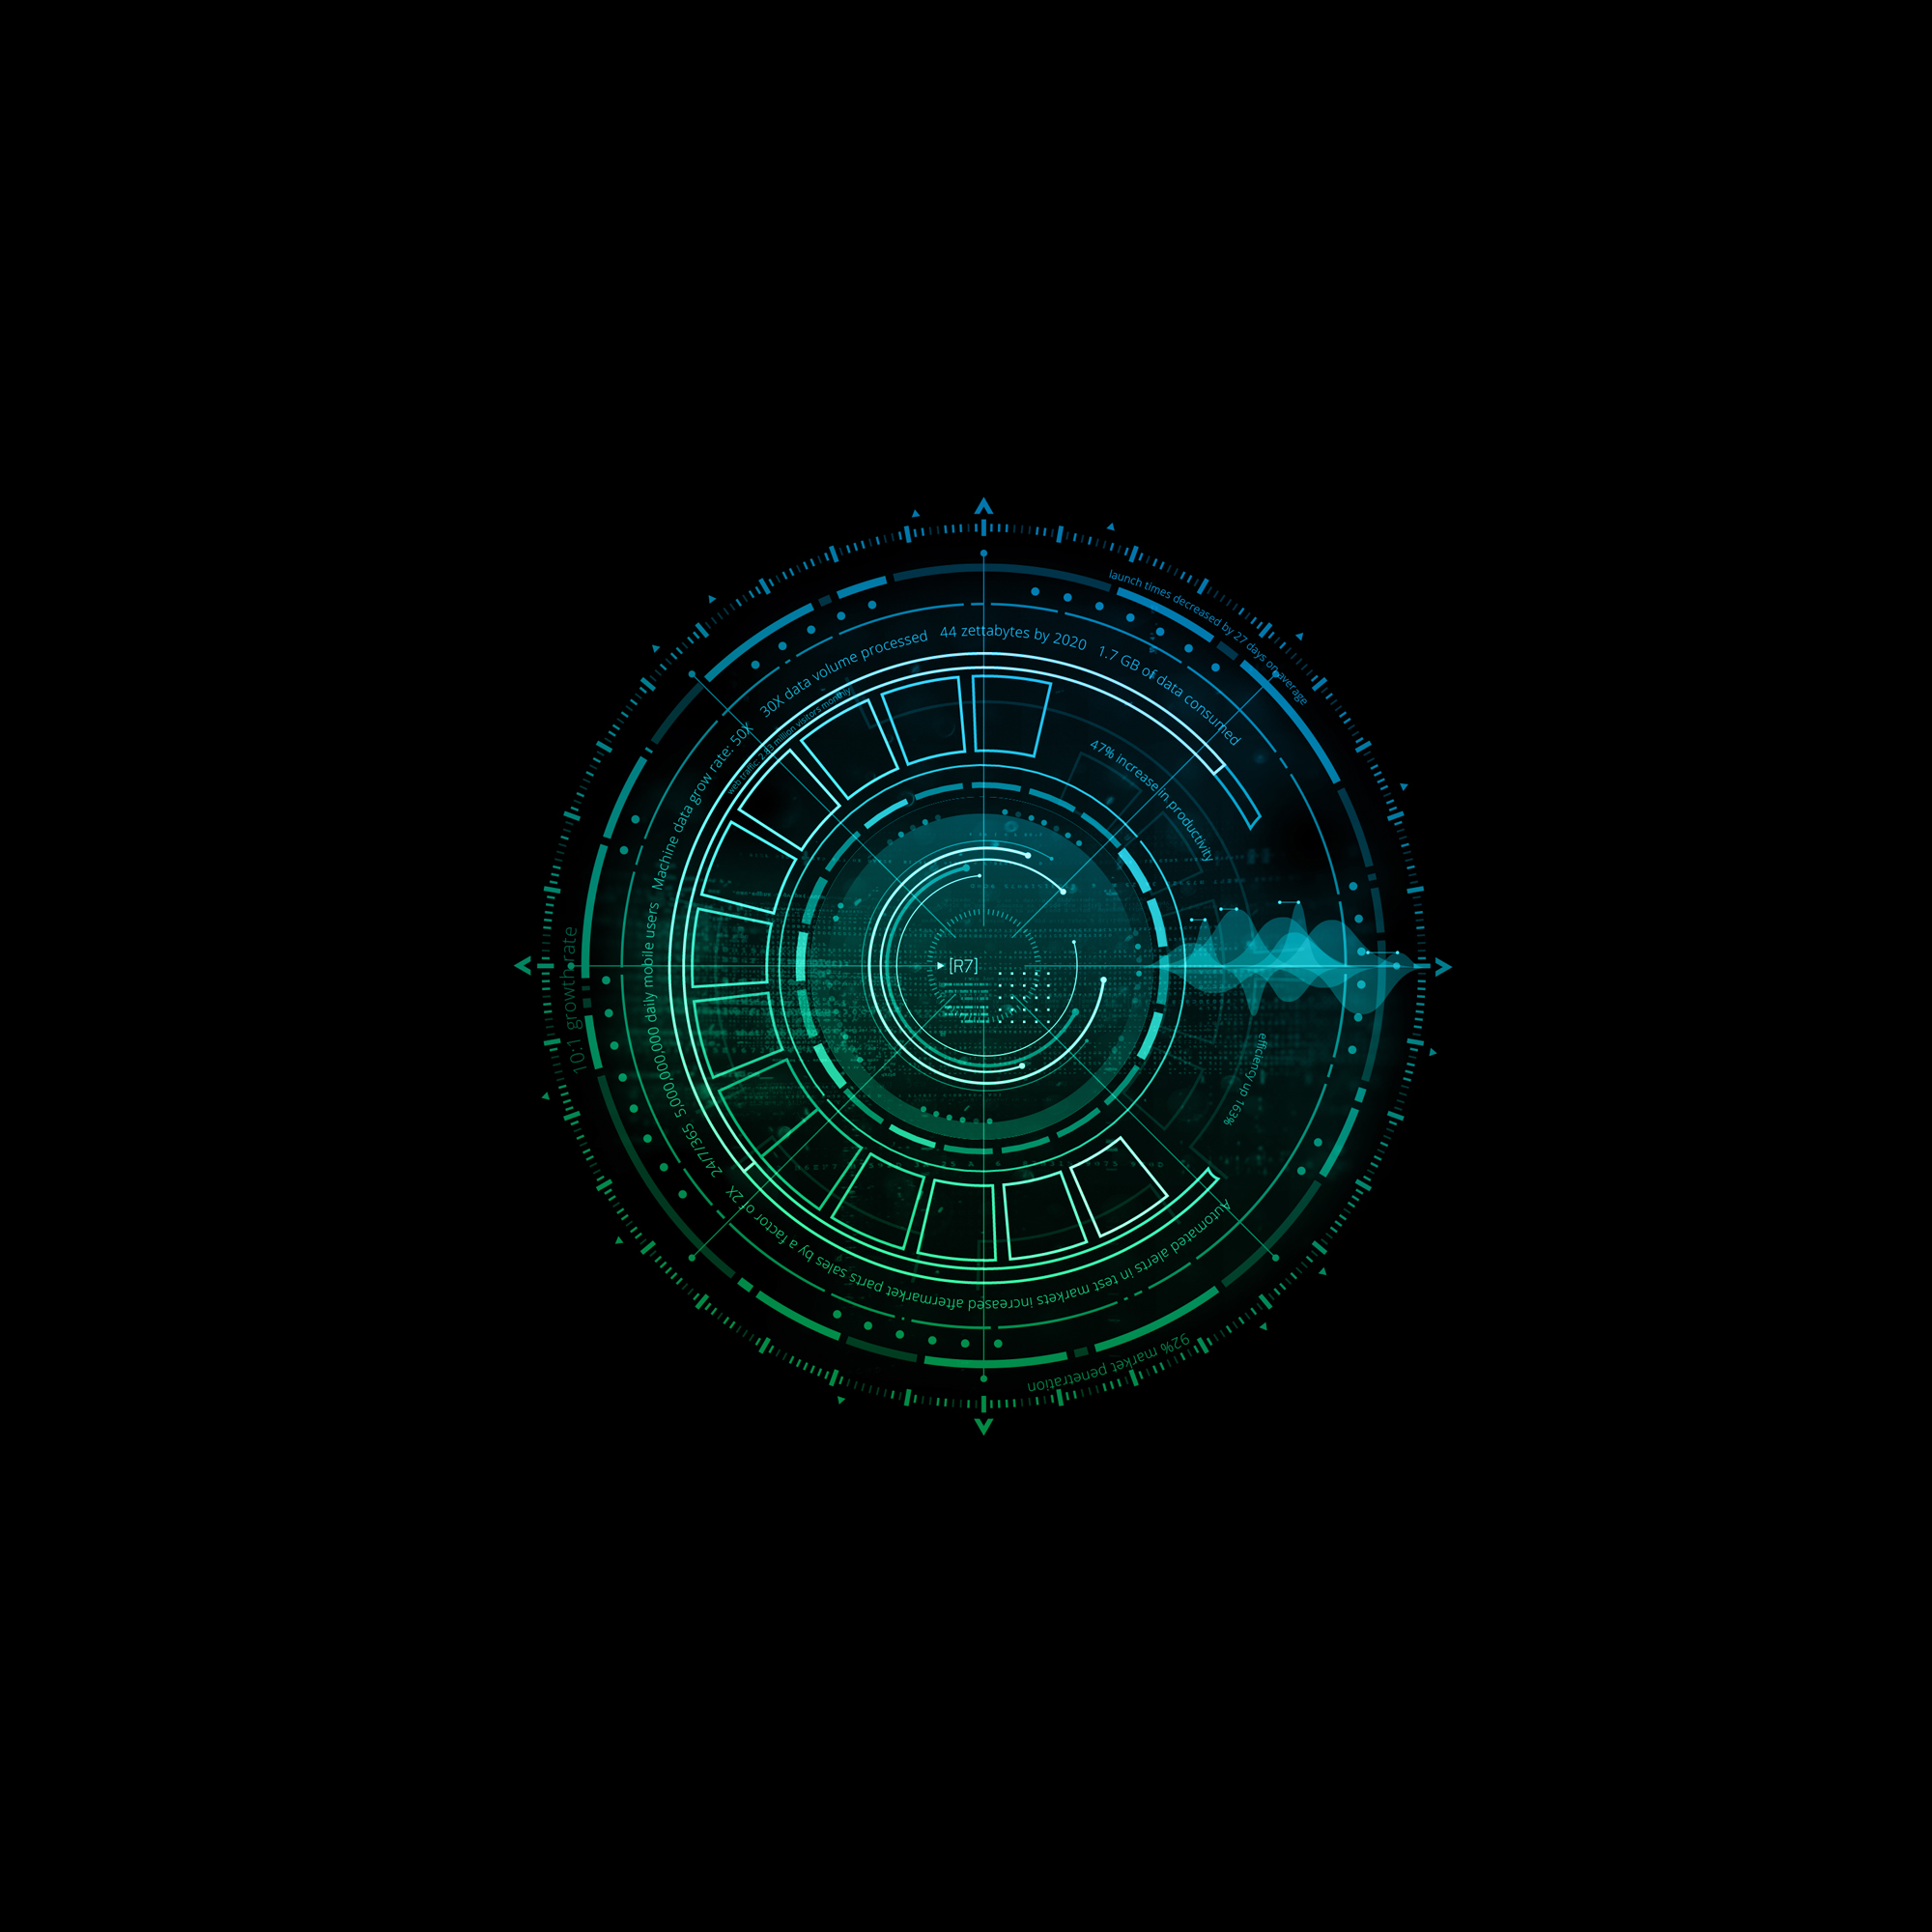 launch times decreased by 27 days on average
Automated alerts in test markets increased aftermarket parts sales by a factor of 2X
24/7/365
5,000,000,000 daily mobile users
Machine data grow rate: 50X
30X data volume processed
44 zettabytes by 2020
1.7 GB of data consumed
47% increase in productivity
[R7]
10:1 growth rate
efficiency up 163%
92% market penetration